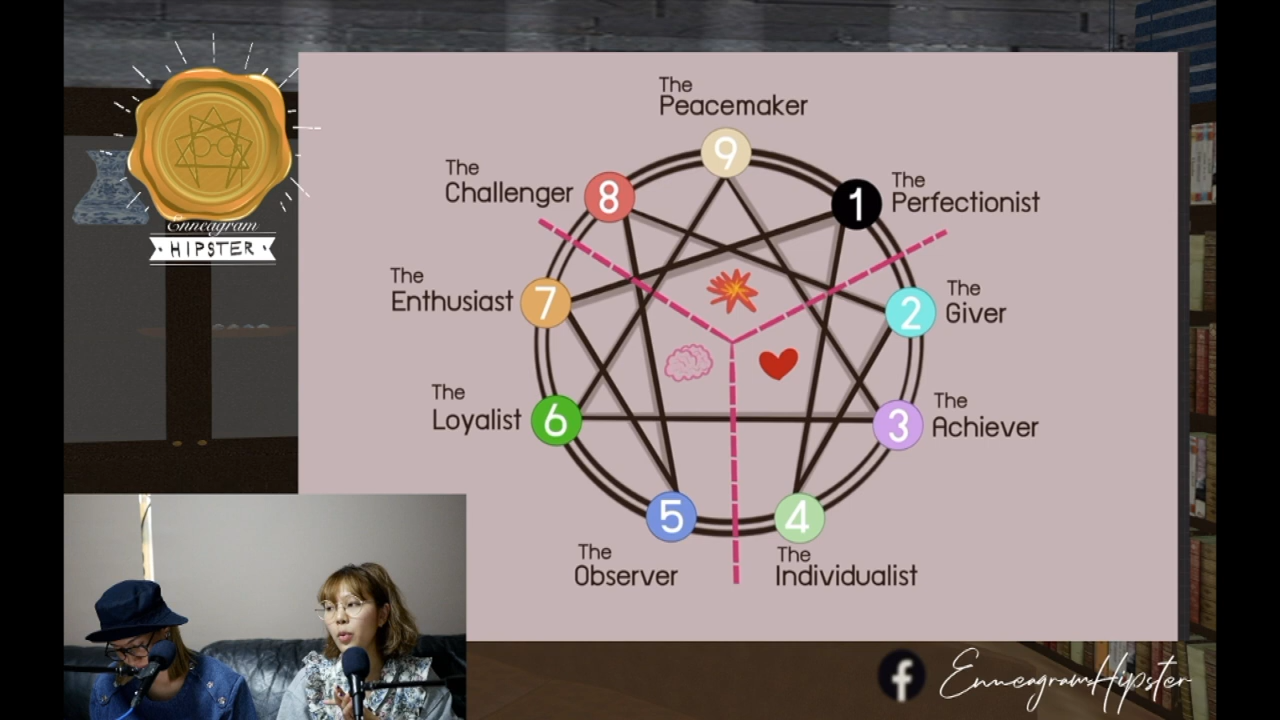 Enneagram
HIPSTER
The
Peacemaker
9
The
Challenger
8
1
The
Perfectionist
The
Enthusiast
7
2
The
Giver
The
Loyalist
6
3
The
Achiever
5
4
The
Observer
The
Individualist
f
EnneagramHipster